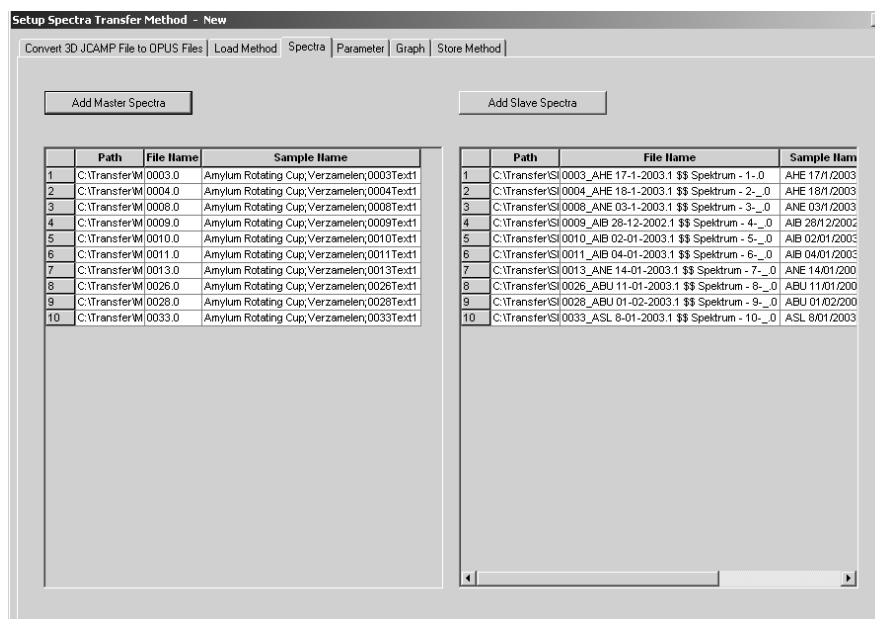 Setup Spectra Transfer Method - New
Convert 3D JCAMP File to OPUS Files Load Method Spectra Parameter Graph Store Method
Add Master Spectra
Path File Name Sample Name
1 C:\Transfer\M 0003.0 Amylum Rotating Cup;Verzamelen;0003Text1
2 C:\Transfer\M 0004.0 Amylum Rotating Cup;Verzamelen;0004Text1
3 C:\Transfer\M 0008.0 Amylum Rotating Cup;Verzamelen;0008Text1
4 C:\Transfer\M 0009.0 Amylum Rotating Cup;Verzamelen;0009Text1
5 C:\Transfer\M 0010.0 Amylum Rotating Cup;Verzamelen;0010Text1
6 C:\Transfer\M 0011.0 Amylum Rotating Cup;Verzamelen;0011Text1
7 C:\Transfer\M 0013.0 Amylum Rotating Cup;Verzamelen;0013Text1
8 C:\Transfer\M 0026.0 Amylum Rotating Cup;Verzamelen;0026Text1
9 C:\Transfer\M 0028.0 Amylum Rotating Cup;Verzamelen;0028Text1
10 C:\Transfer\M 0033.0 Amylum Rotating Cup;Verzamelen;0033Text1
Add Slave Spectra
Path File Name Sample Nam
1 C:\Transfer\Sl 0003_AHE 17-1-2003.1 $$ Spektrum - 1-.0 AHE 17/1/2003
2 C:\Transfer\Sl 0004_AHE 18-1-2003.1 $$ Spektrum - 2-_.0 AHE 18/1/2003
3 C:\Transfer\Sl 0008_ANE 03-1-2003.1 $$ Spektrum - 3-_.0 ANE 03/1/2003
4 C:\Transfer\Sl 0009_AIB 28-12-2002.1 $$ Spektrum - 4-_.0 AIB 28/12/2002
5 C:\Transfer\Sl 0010_AIB 02-01-2003.1 $$ Spektrum - 5-_.0 AIB 02/01/2003
6 C:\Transfer\Sl 0011_AIB 04-01-2003.1 $$ Spektrum - 6-_.0 AIB 04/01/2003
7 C:\Transfer\Sl 0013_ANE 14-01-2003.1 $$ Spektrum - 7-_.0 ANE 14/01/200
8 C:\Transfer\Sl 0026_ABU 11-01-2003.1 $$ Spektrum - 8-_.0 ABU 11/01/200
9 C:\Transfer\Sl 0028_ABU 01-02-2003.1 $$ Spektrum - 9-_.0 ABU 01/02/200
10 C:\Transfer\Sl 0033_ASL 8-01-2003.1 $$ Spektrum - 10-_.0 ASL 8/01/2003